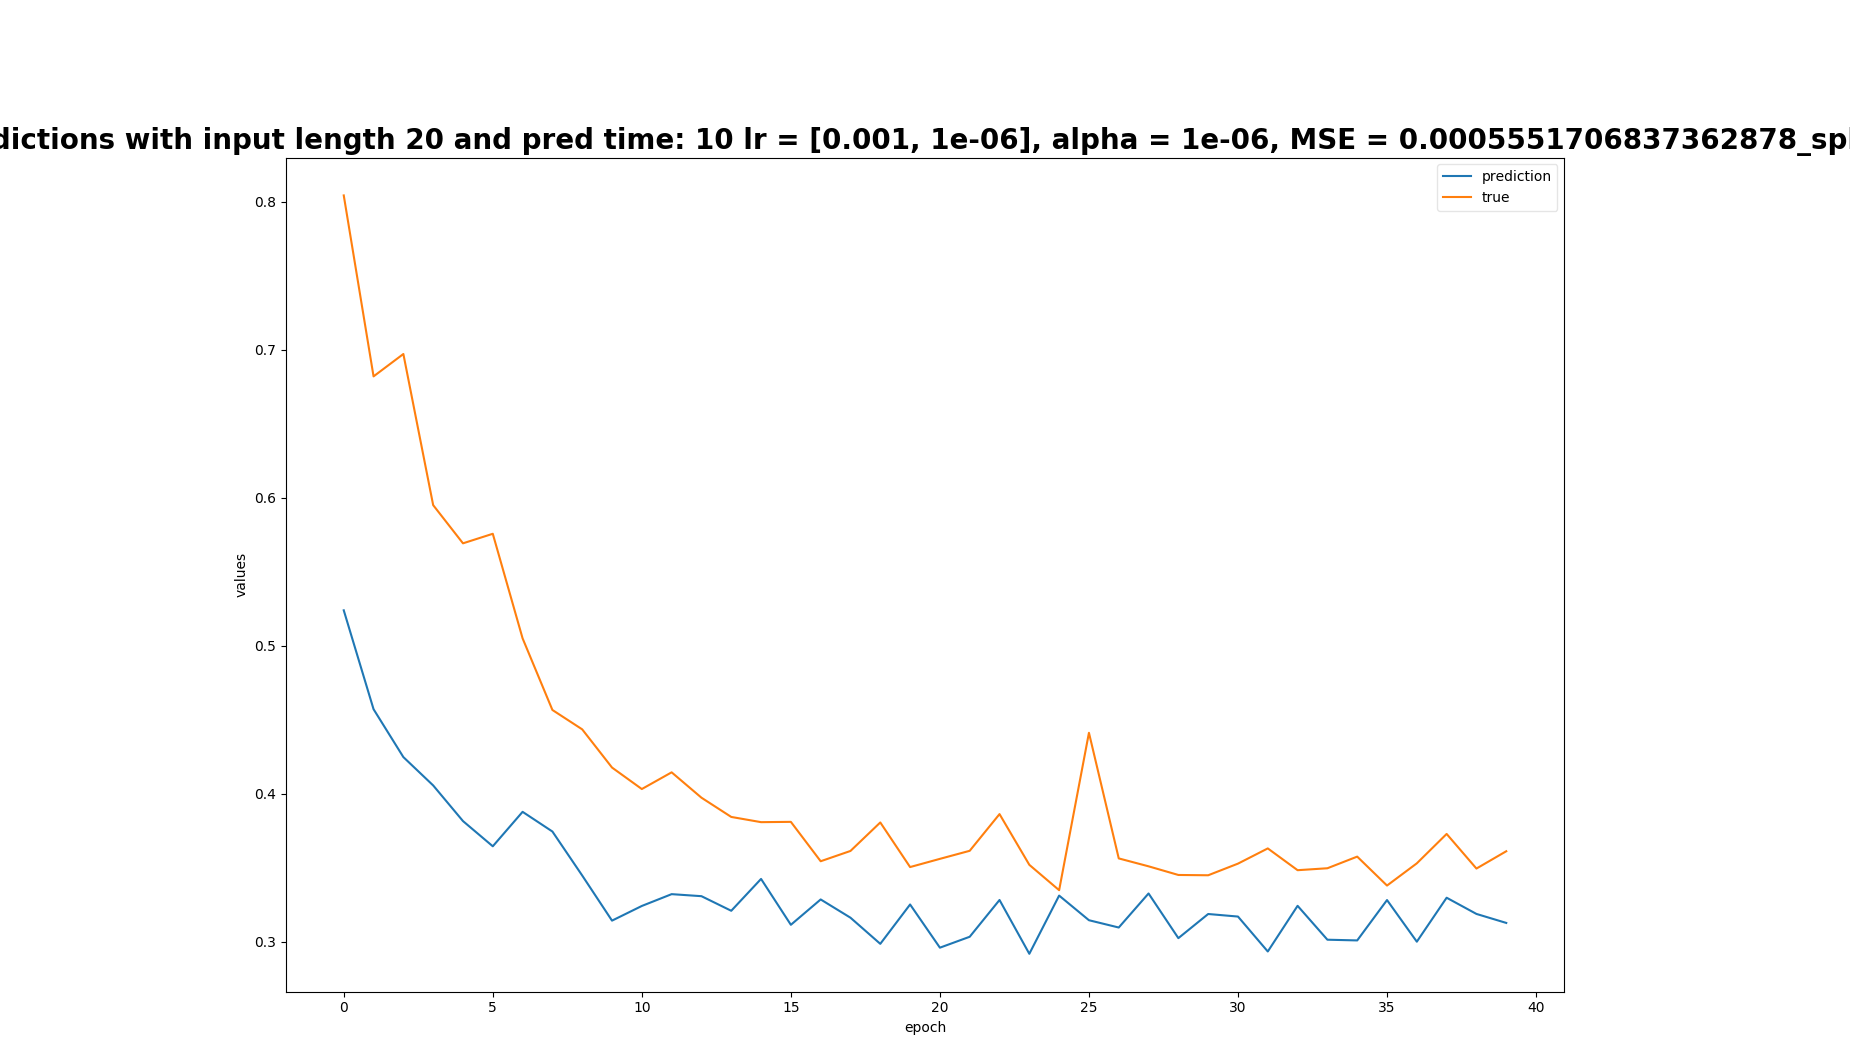 dictions with input length 20 and pred time: 10 lr = [0.001, 1e-06], alpha = 1e-06, MSE = 0.0005551706837362878_spl
prediction
true
0.8
0.7
0.6
0.5
0.4
0.3
values
0 5 10 15 20 25 30 35 40
epoch